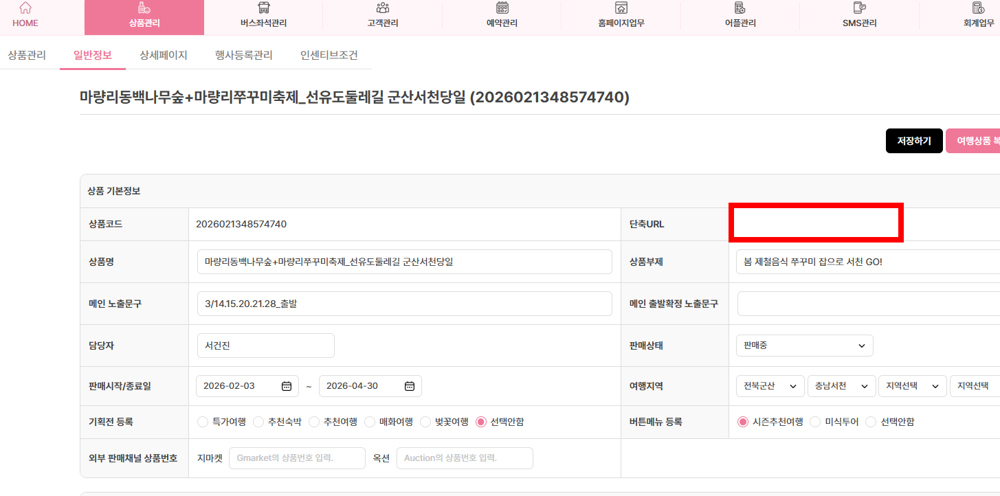 HOME 상품관리 버스좌석관리 고객관리 예약관리 홈페이지업무 어플관리 SMS관리 회계업무
상품관리 일반정보 상세페이지 행사등록관리 인센티브조건
마량리동백나무숲+마량리쭈꾸미축제_선유도둘레길 군산서천당일 (2026021348574740)
저장하기 여행상품 복
상품 기본정보
상품코드 2026021348574740 단축URL
상품명 마량리동백나무숲+마량리쭈꾸미축제_선유도둘레길 군산서천당일 상품부제 봄 제철음식 쭈꾸미 잡으로 서천 GO!
메인 노출문구 3/14.15.20.21.28_출발 메인 출발확정 노출문구
담당자 서건진 판매상태 판매중
판매시작/종료일 2026-02-03 ~ 2026-04-30 여행지역 전북군산 충남서천 지역선택 지역선택
기획전 등록 특가여행 추천숙박 추천여행 매화여행 벚꽃여행 선택안함 버튼메뉴 등록 시즌추천여행 미식투어 선택안함
외부 판매채널 상품번호 지마켓 Gmarket의 상품번호 입력. 옥션 Auction의 상품번호 입력.